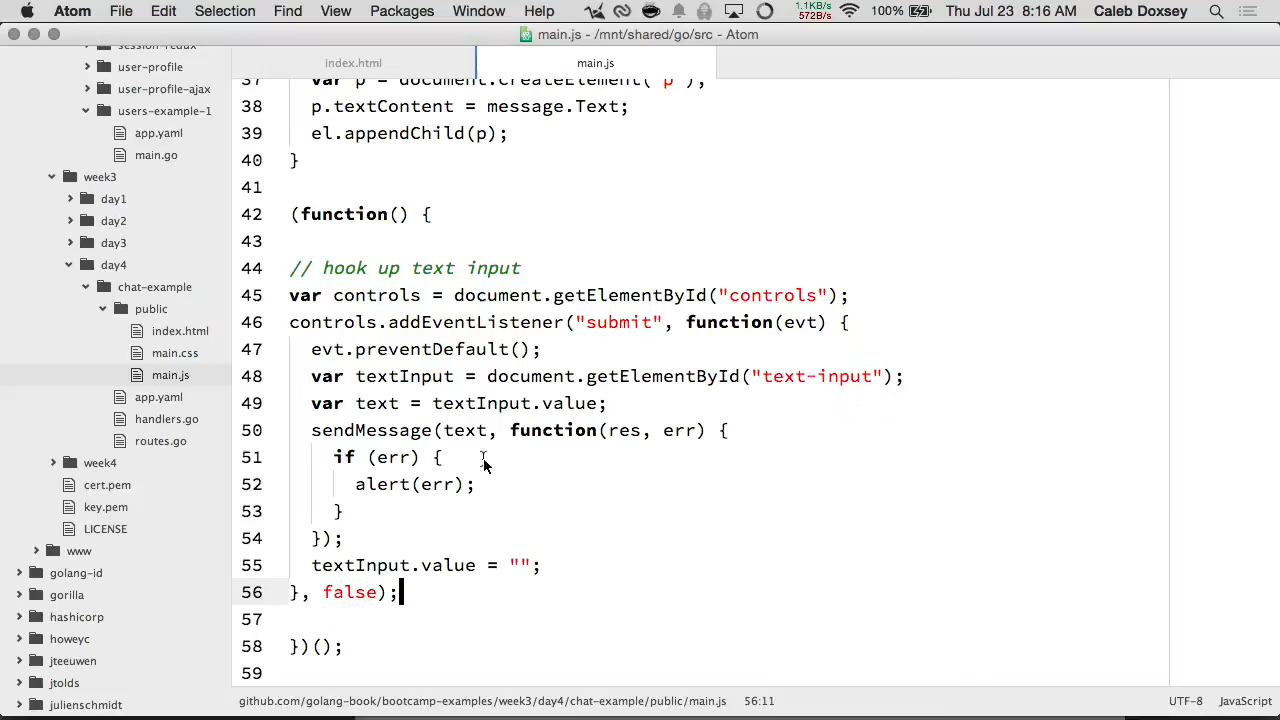 Atom File Edit Selection Find View Packages Window Help 1.1KB/s 572B/s 100% Thu Jul 23 8:16 AM Caleb Doxsey
main.js - /mnt/shared/go/src - Atom
session-redux
user-profile
user-profile-ajax
users-example-1
app.yaml
main.go
week3
day1
day2
day3
day4
chat-example
public
index.html
main.css
main.js
app.yaml
handlers.go
routes.go
week4
cert.pem
key.pem
LICENSE
www
golang-id
gorilla
hashicorp
howeyc
jteeuwen
jtolds
julienschmidt
index.html main.js
37 var p = document.createElement("p");
38 p.textContent = message.Text;
39 el.appendChild(p);
40 }
41
42 (function() {
43
44 // hook up text input
45 var controls = document.getElementById("controls");
46 controls.addEventListener("submit", function(evt) {
47 evt.preventDefault();
48 var textInput = document.getElementById("text-input");
49 var text = textInput.value;
50 sendMessage(text, function(res, err) {
51 if (err) {
52 alert(err);
53 }
54 });
55 textInput.value = "";
56 }, false);
57
58 })();
59
github.com/golang-book/bootcamp-examples/week3/day4/chat-example/public/main.js 56:11 UTF-8 JavaScript